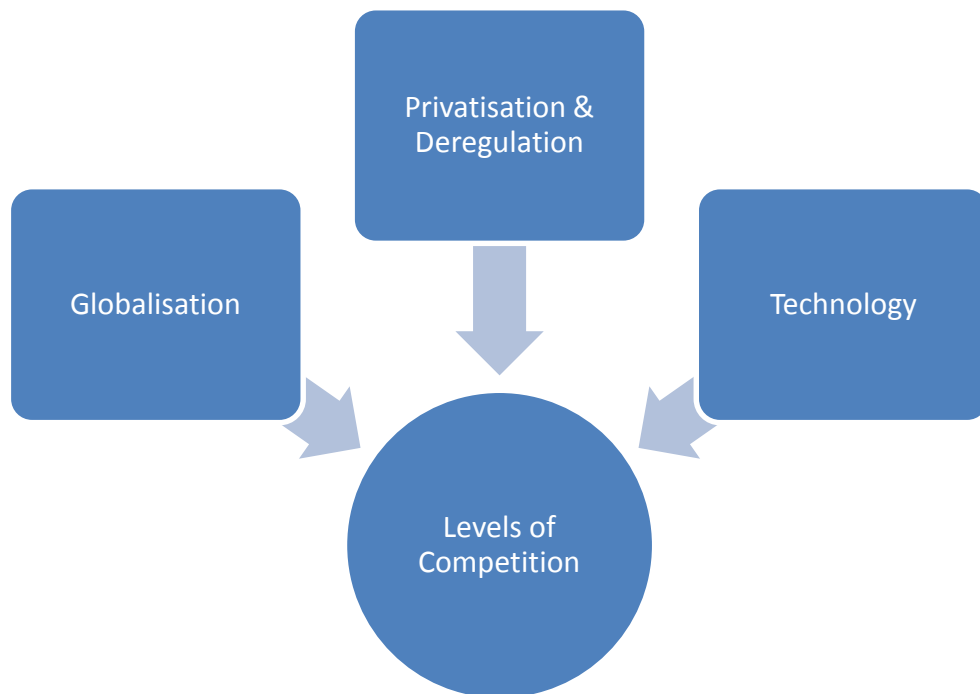 Privatisation &
Deregulation
Globalisation
Technology
Levels of
Competition